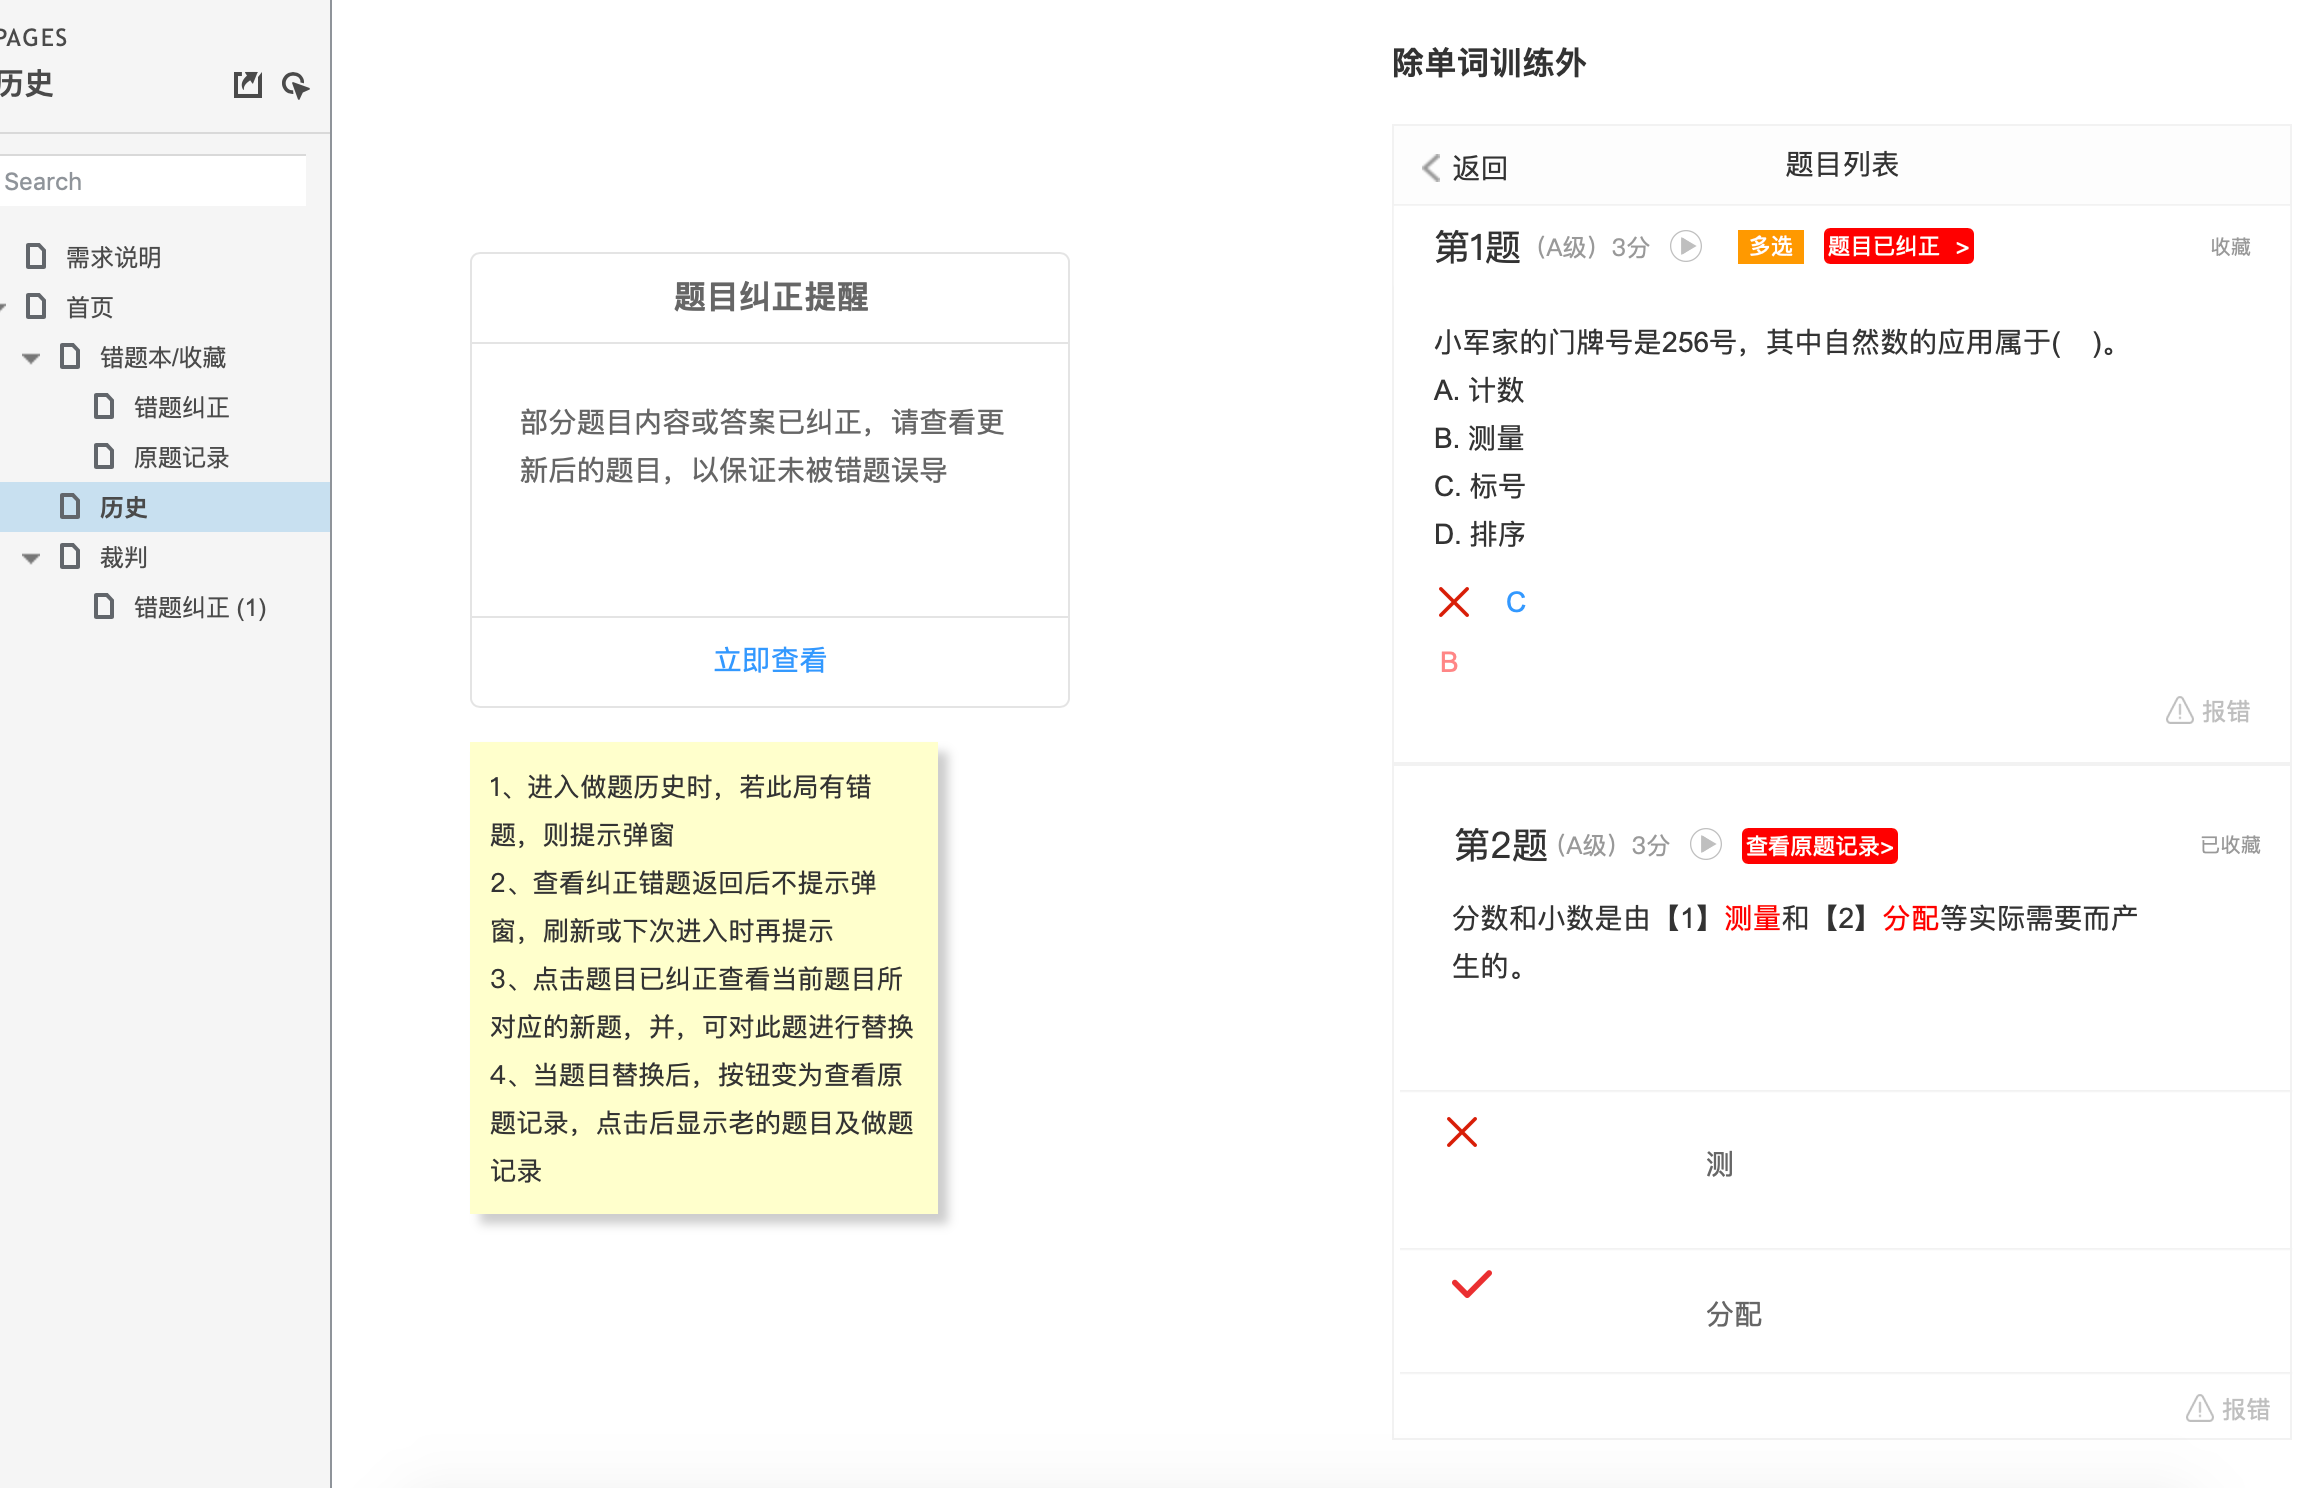 PAGES
历史
Search
需求说明
首页
错题本/收藏
错题纠正
原题记录
历史
裁判
错题纠正 (1)
题目纠正提醒
部分题目内容或答案已纠正，请查看更
新后的题目，以保证未被错题误导
立即查看
1、进入做题历史时，若此局有错
题，则提示弹窗
2、查看纠正错题返回后不提示弹
窗，刷新或下次进入时再提示
3、点击题目已纠正查看当前题目所
对应的新题，并，可对此题进行替换
4、当题目替换后，按钮变为查看原
题记录，点击后显示老的题目及做题
记录
除单词训练外
返回 题目列表
第1题 （A级） 3分 多选 题目已纠正 > 收藏
小军家的门牌号是256号，其中自然数的应用属于( )。
A. 计数
B. 测量
C. 标号
D. 排序
C
B
报错
第2题 （A级） 3分 查看原题记录> 已收藏
分数和小数是由【1】测量和【2】分配等实际需要而产
生的。
测
分配
报错